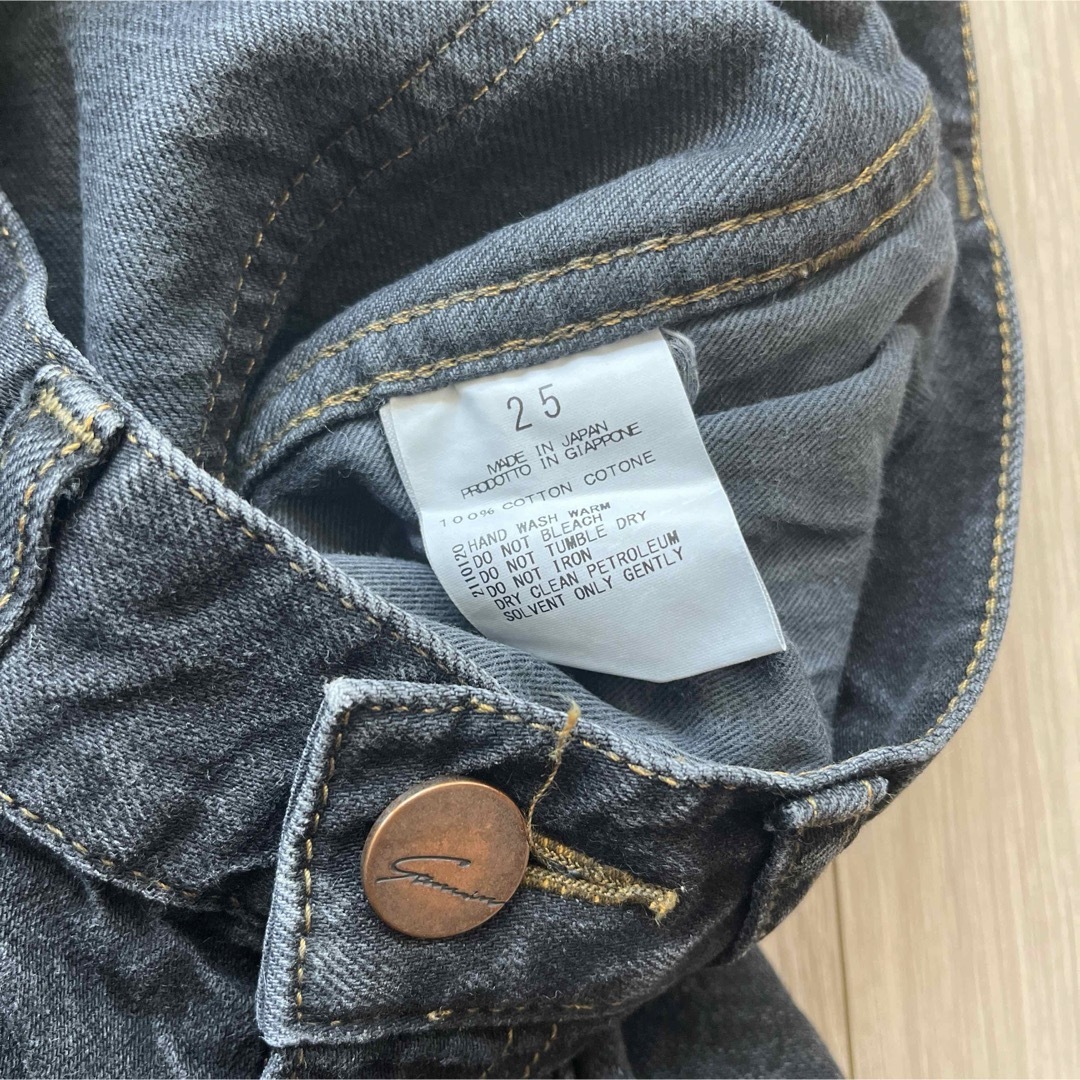 25
MADE IN JAPAN
PRODOTTO IN GIAPPONE
100% COTTON COTONE
HAND WASH WARM
DO NOT BLEACH
DO NOT TUMBLE DRY
DO NOT IRON
DRY CLEAN PETROLEUM
SOLVENT ONLY GENTLY
2110120